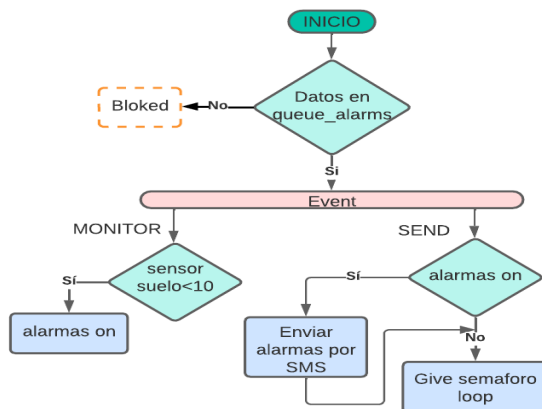 INICIO
Datos en
queue_alarms
No
Bloked
Si
Event
MONITOR
SEND
sensor
suelo<10
Sí
alarmas on
alarmas on
Sí
Enviar
alarmas por
SMS
No
Give semaforo
loop